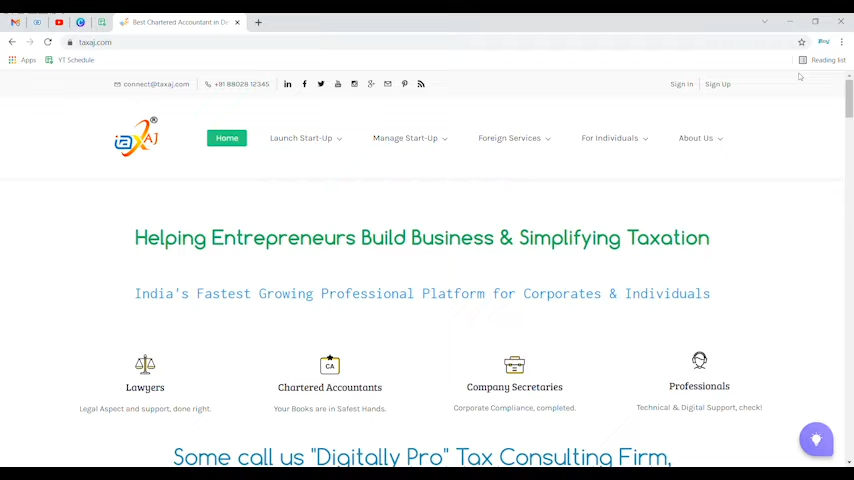 Best Chartered Accountant in De
taxaj.com
Apps
YT Schedule
Reading list
connect@taxaj.com
+91 88028 12345
Sign In
Sign Up
taxAJ
Home
Launch Start-Up
Manage Start-Up
Foreign Services
For Individuals
About Us
Helping Entrepreneurs Build Business & Simplifying Taxation
India's Fastest Growing Professional Platform for Corporates & Individuals
CA
Lawyers
Chartered Accountants
Company Secretaries
Professionals
Legal Aspect and support, done right.
Your Books are in Safest Hands.
Corporate Compliance, completed.
Technical & Digital Support, check!
Some call us "Digitally Pro" Tax Consulting Firm,